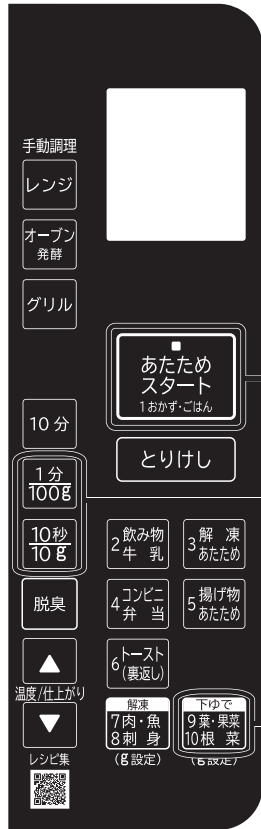 手動調理
レンジ
オーブン
発酵
グリル
あたため
スタート
1おかず・ごはん
10分
とりけし
1分
100g
10秒
10g
2飲み物
牛乳
3解凍
あたため
脱臭
4コンビニ
弁当
5揚げ物
あたため
▲
温度/仕上がり
▼
6トースト
(裏返し)
解凍
7肉・魚
8刺身
(g設定)
下ゆで
9葉・果菜
10根菜
(g設定)
レシピ集